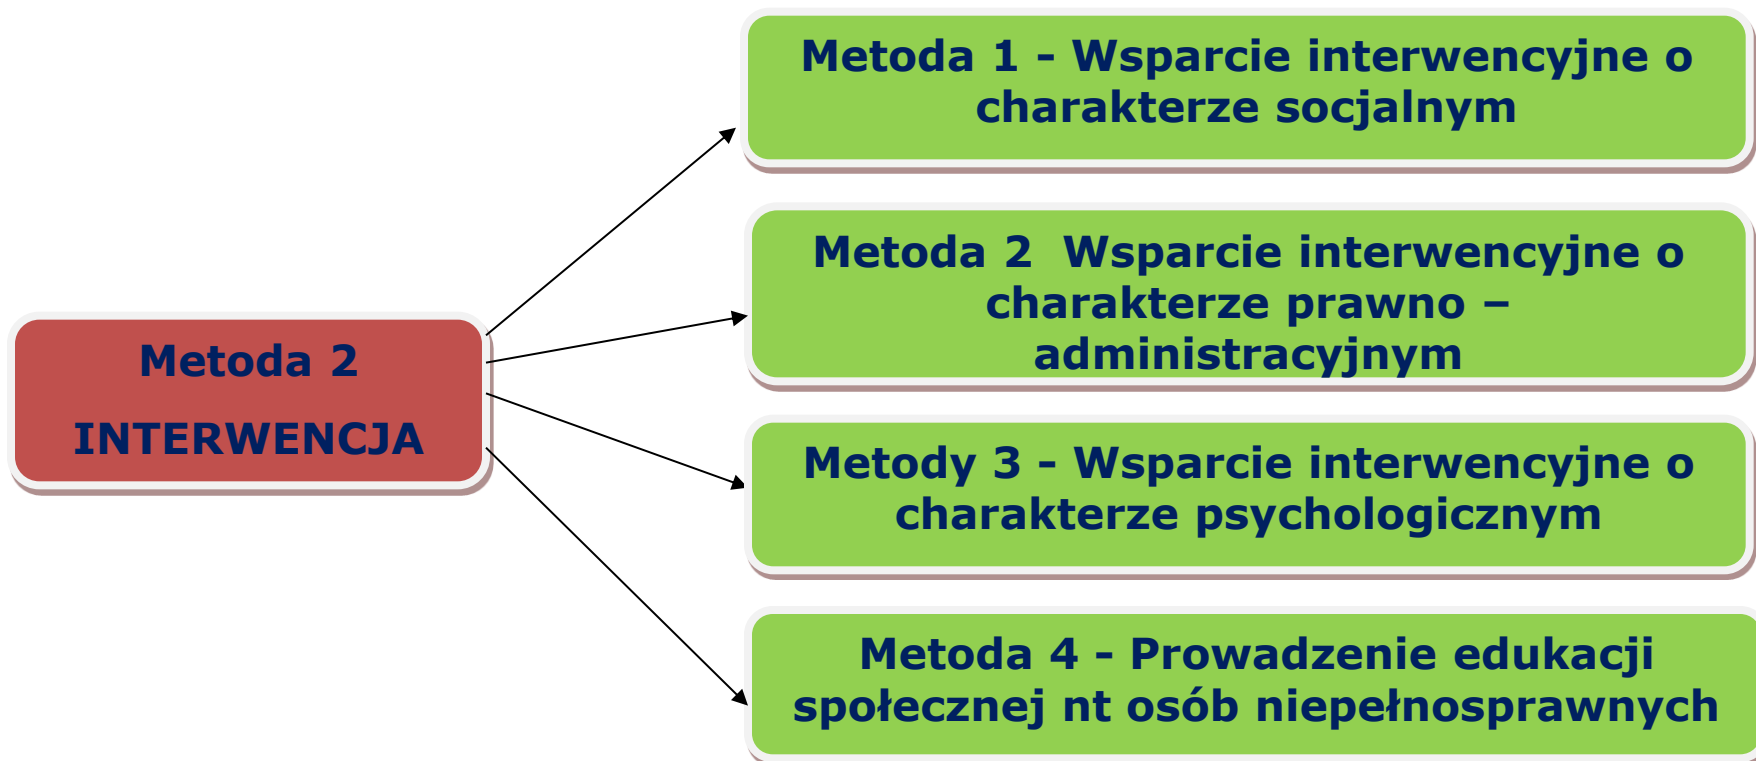 Metoda 1 - Wsparcie interwencyjne o
charakterze socjalnym
Metoda 2  Wsparcie interwencyjne o
charakterze prawno –
administracyjnym
Metoda 2
INTERWENCJA
Metody 3 - Wsparcie interwencyjne o
charakterze psychologicznym
Metoda 4 - Prowadzenie edukacji
społecznej nt osób niepełnosprawnych